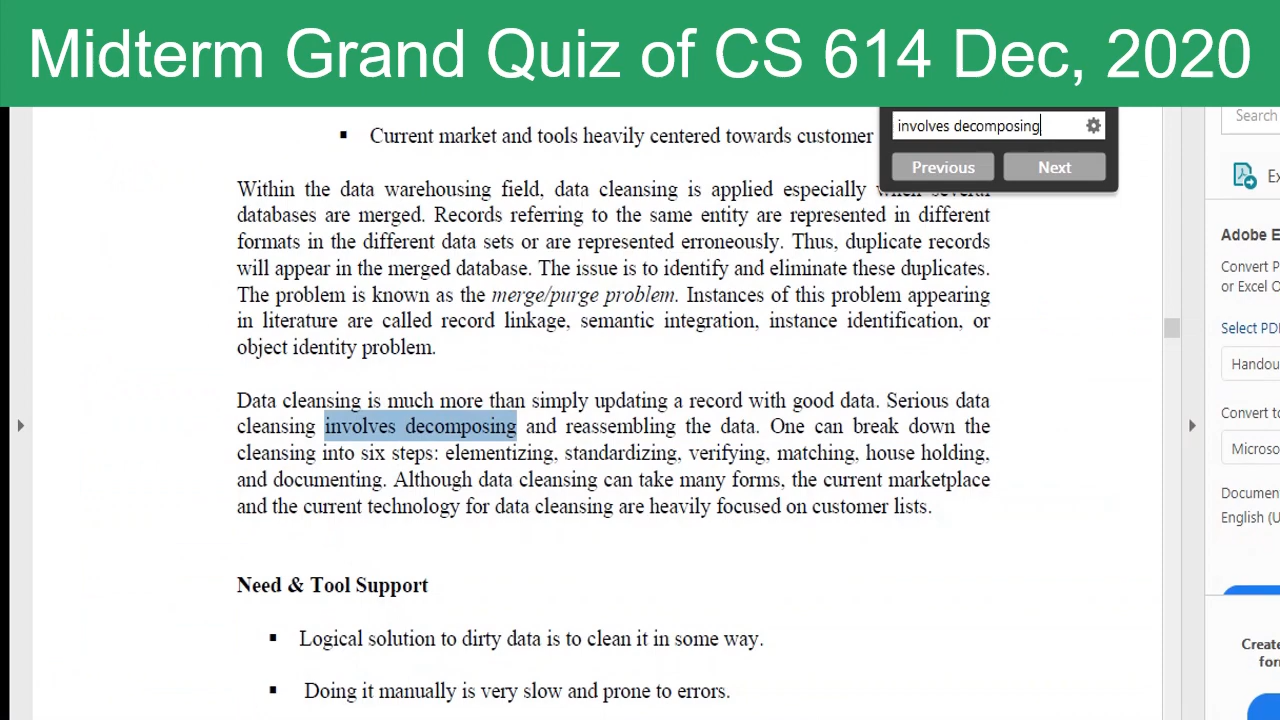 Midterm Grand Quiz of CS 614 Dec, 2020
involves decomposing
Previous
Next
Search
▪ Current market and tools heavily centered towards customer
Within the data warehousing field, data cleansing is applied especially when several
databases are merged. Records referring to the same entity are represented in different
formats in the different data sets or are represented erroneously. Thus, duplicate records
will appear in the merged database. The issue is to identify and eliminate these duplicates.
The problem is known as the merge/purge problem. Instances of this problem appearing
in literature are called record linkage, semantic integration, instance identification, or
object identity problem.
Data cleansing is much more than simply updating a record with good data. Serious data
cleansing involves decomposing and reassembling the data. One can break down the
cleansing into six steps: elementizing, standardizing, verifying, matching, house holding,
and documenting. Although data cleansing can take many forms, the current marketplace
and the current technology for data cleansing are heavily focused on customer lists.
Need & Tool Support
▪ Logical solution to dirty data is to clean it in some way.
▪ Doing it manually is very slow and prone to errors.
Ex
Adobe E
Convert P
or Excel O
Select PD
Handou
Convert to
Micros
Documen
English (U
Create
for